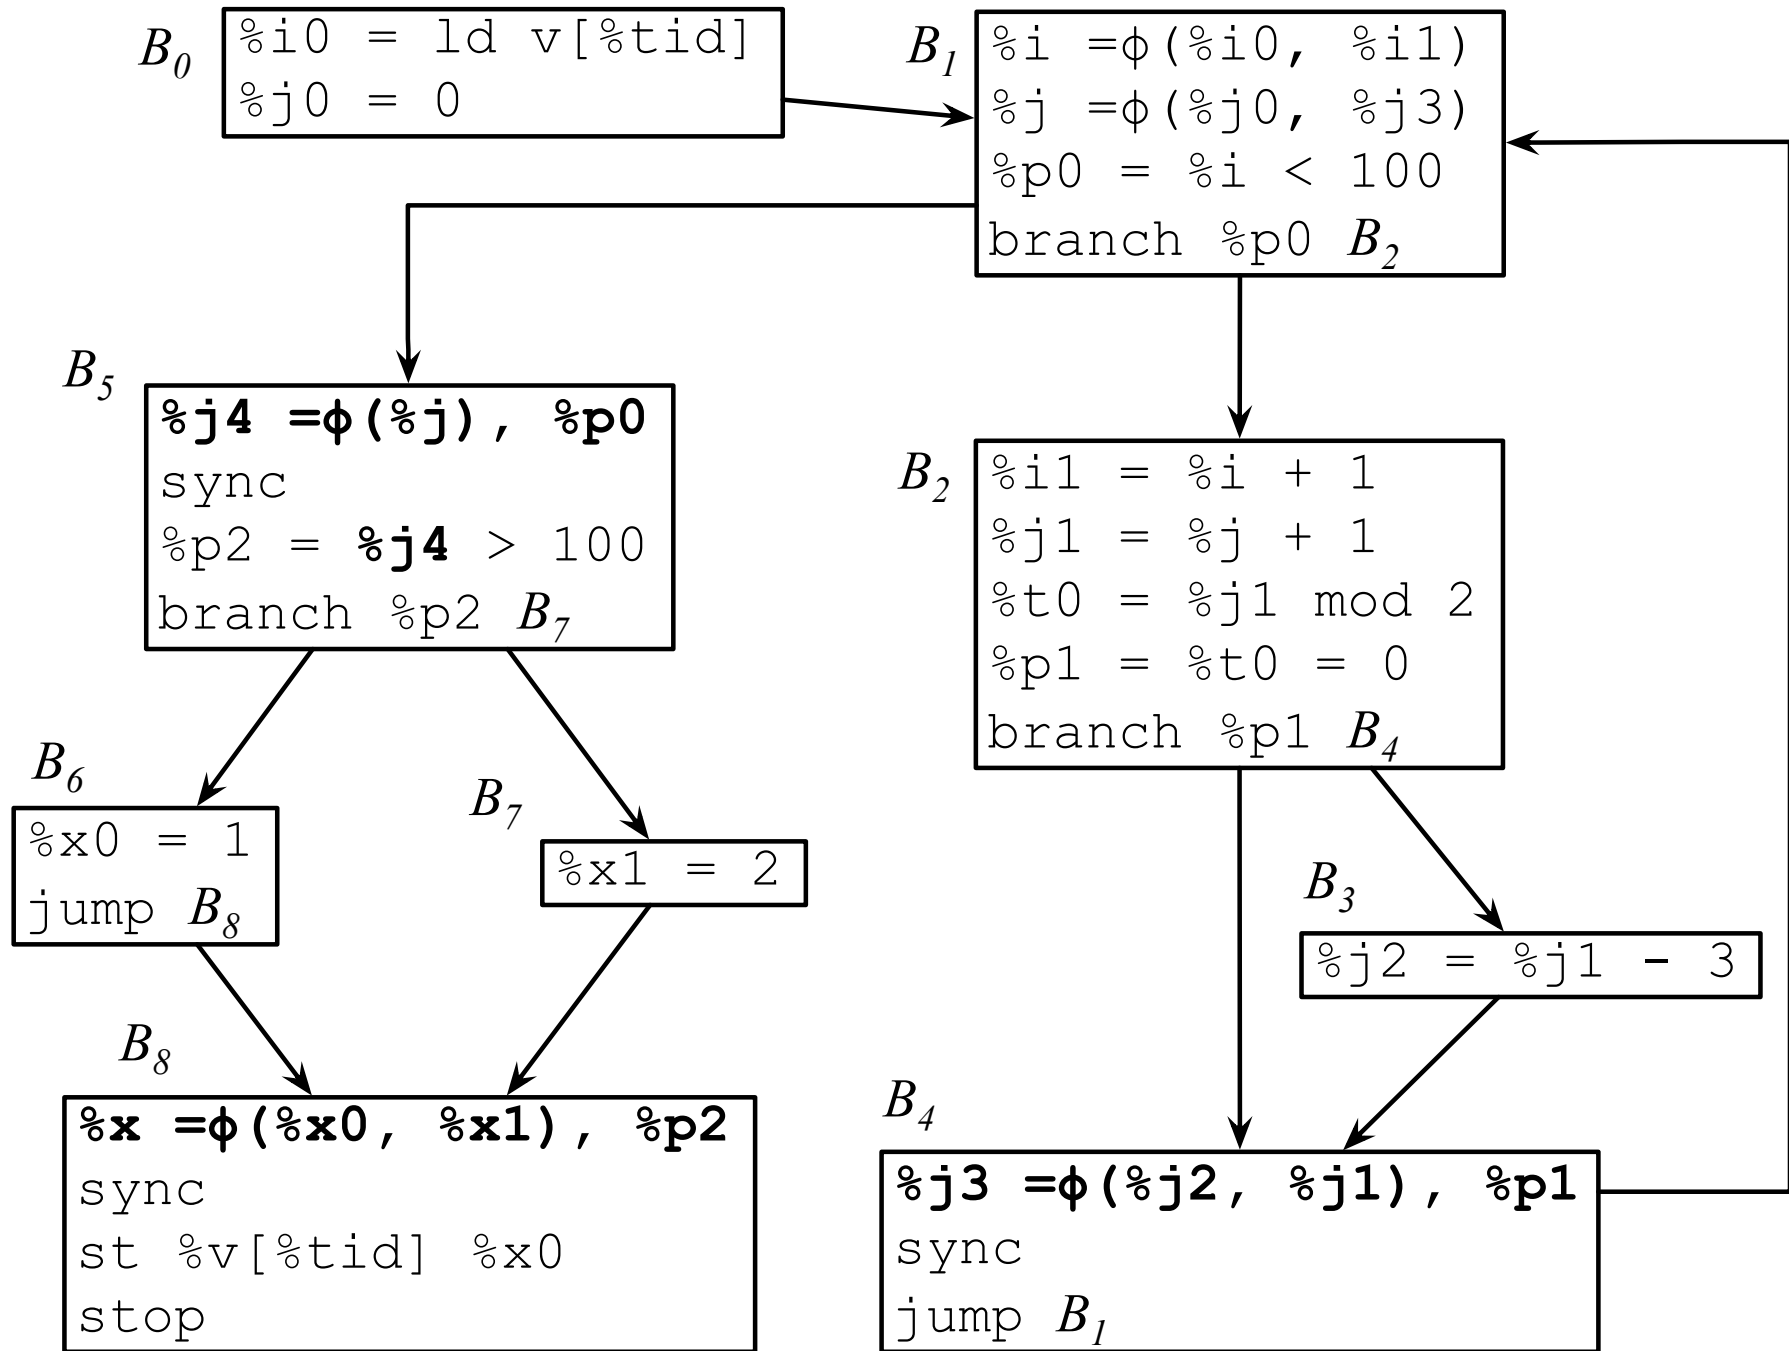 B0
%i0 = ld v[%tid]
%j0 = 0
B1
%i =ϕ(%i0, %i1)
%j =ϕ(%j0, %j3)
%p0 = %i < 100
branch %p0 B2
B5
%j4 =ϕ(%j), %p0
sync
%p2 = %j4 > 100
branch %p2 B7
B2
%i1 = %i + 1
%j1 = %j + 1
%t0 = %j1 mod 2
%p1 = %t0 = 0
branch %p1 B4
B6
%x0 = 1
jump B8
B7
%x1 = 2
B3
%j2 = %j1 - 3
B8
%x =ϕ(%x0, %x1), %p2
sync
st %v[%tid] %x0
stop
B4
%j3 =ϕ(%j2, %j1), %p1
sync
jump B1